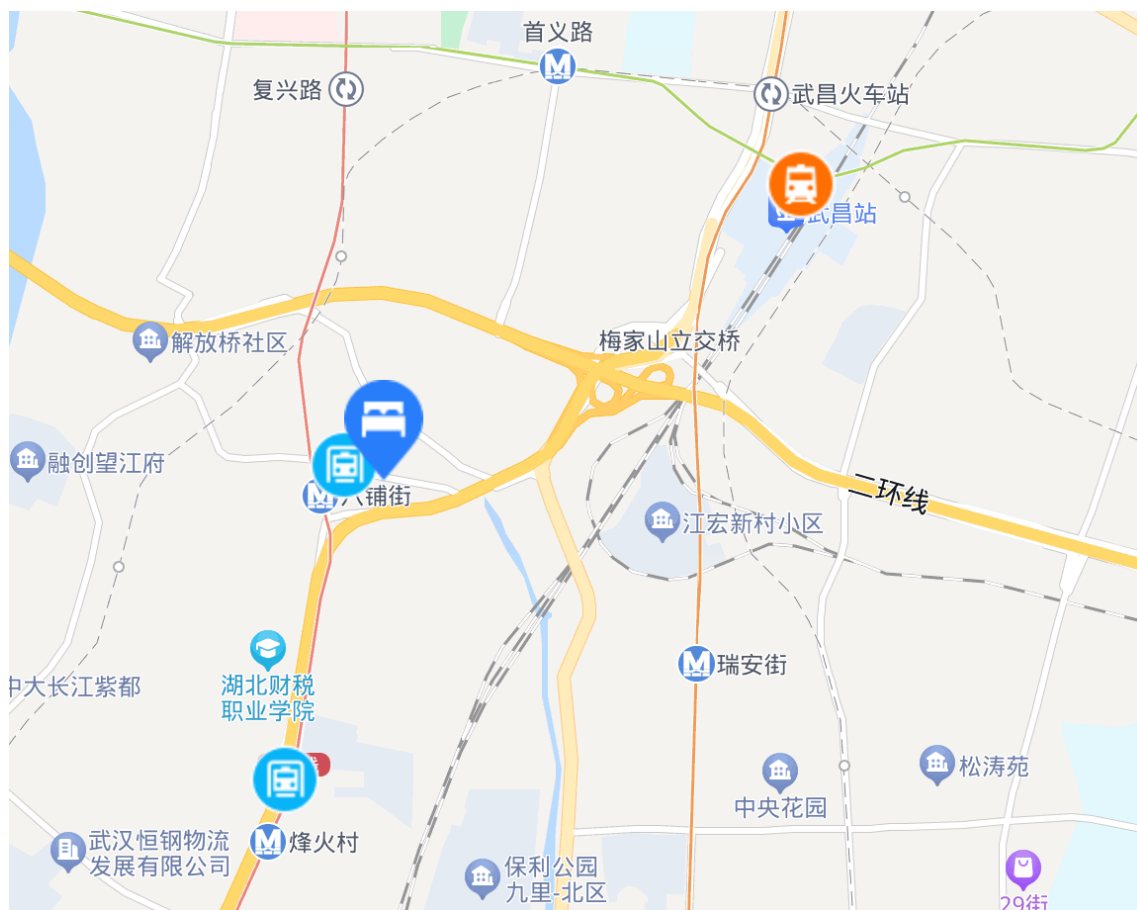 首义路
复兴路
武昌火车站
武昌站
梅家山立交桥
解放桥社区
融创望江府
八铺街
二环线
江宏新村小区
瑞安街
湖北财税
职业学院
中大长江紫都
松涛苑
中央花园
烽火村
武汉恒钢物流
发展有限公司
保利公园
九里-北区
29街